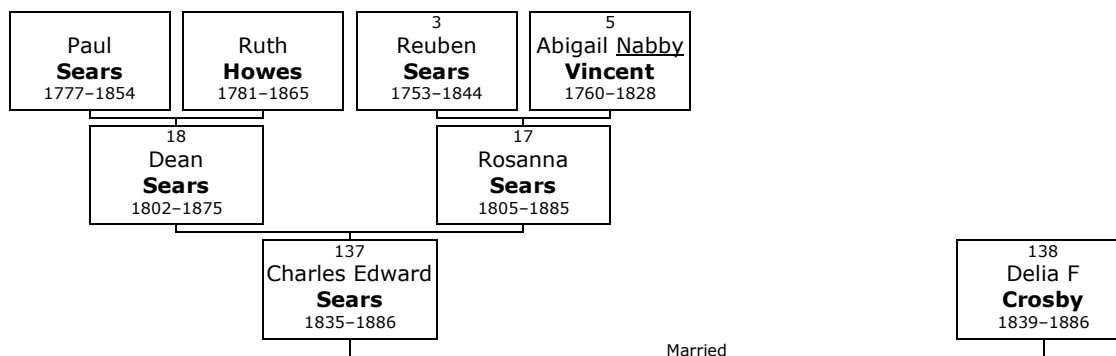 Paul
Sears
1777–1854
Ruth
Howes
1781–1865
3
Reuben
Sears
1753–1844
5
Abigail Nabby
Vincent
1760–1828
18
Dean
Sears
1802–1875
17
Rosanna
Sears
1805–1885
137
Charles Edward
Sears
1835–1886
138
Delia F
Crosby
1839–1886
Married